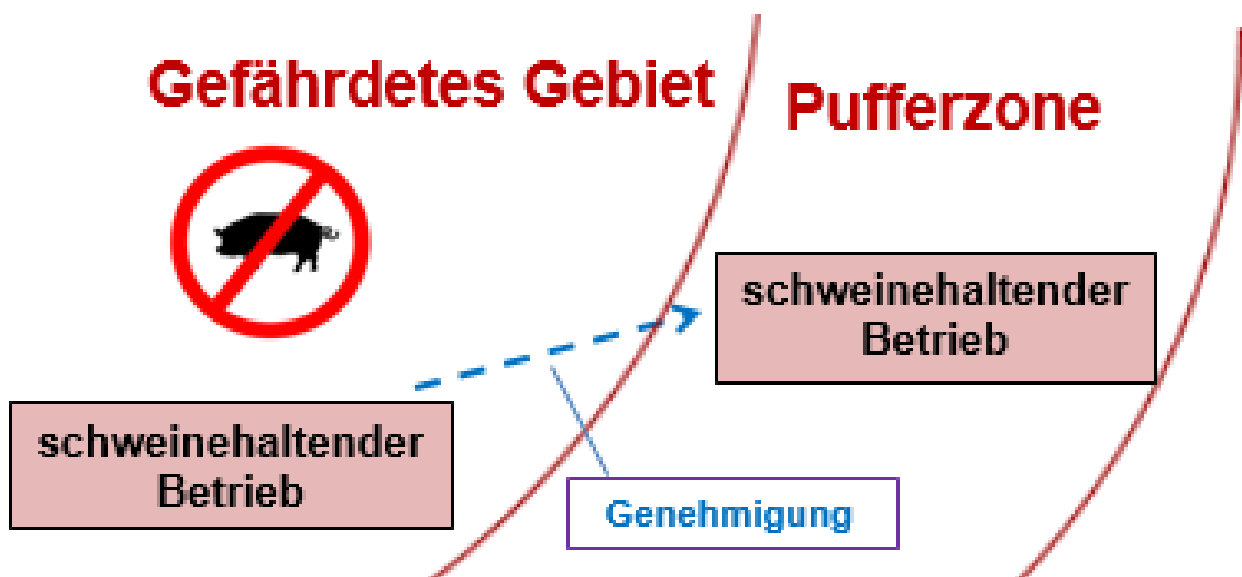 Gefährdetes Gebiet
Pufferzone
schweinehaltender
Betrieb
schweinehaltender
Betrieb
Genehmigung